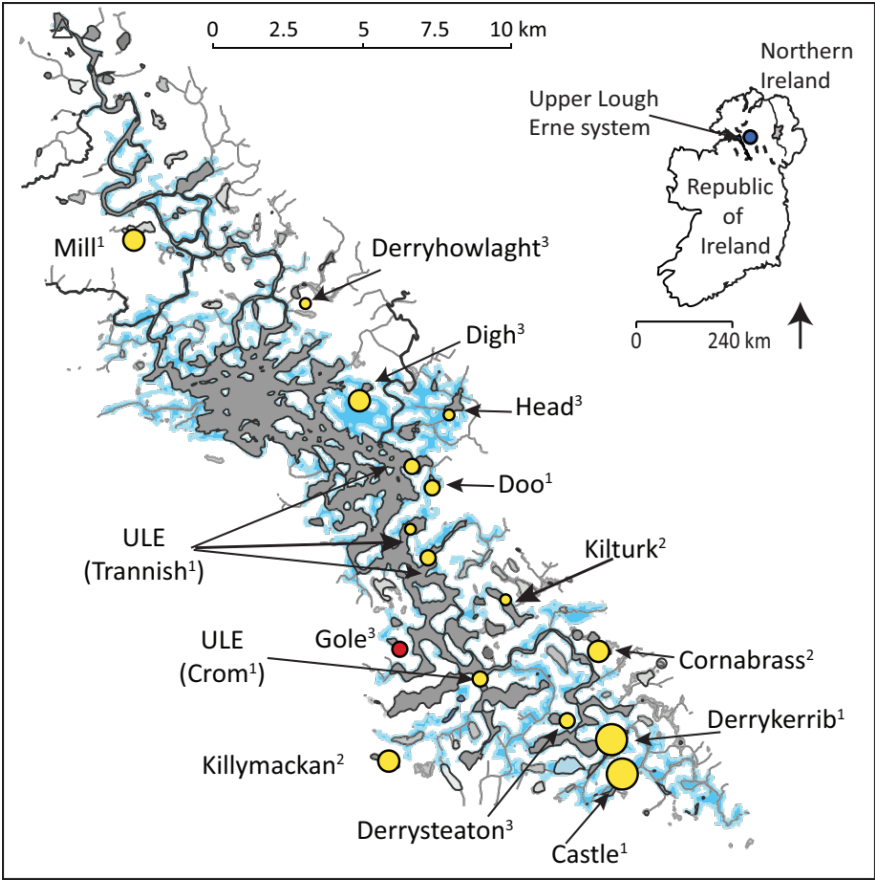 0 2.5 5 7.5 10 km
Northern
Ireland
Upper Lough
Erne system
Republic
of
Ireland
0 240 km
Mill¹
Derryhowlaght³
Digh³
Head³
Doo¹
ULE
(Trannish¹)
Kilturk²
Gole³
ULE
(Crom¹)
Cornabrass²
Derrykerrib¹
Killymackan²
Derrysteaton³
Castle¹